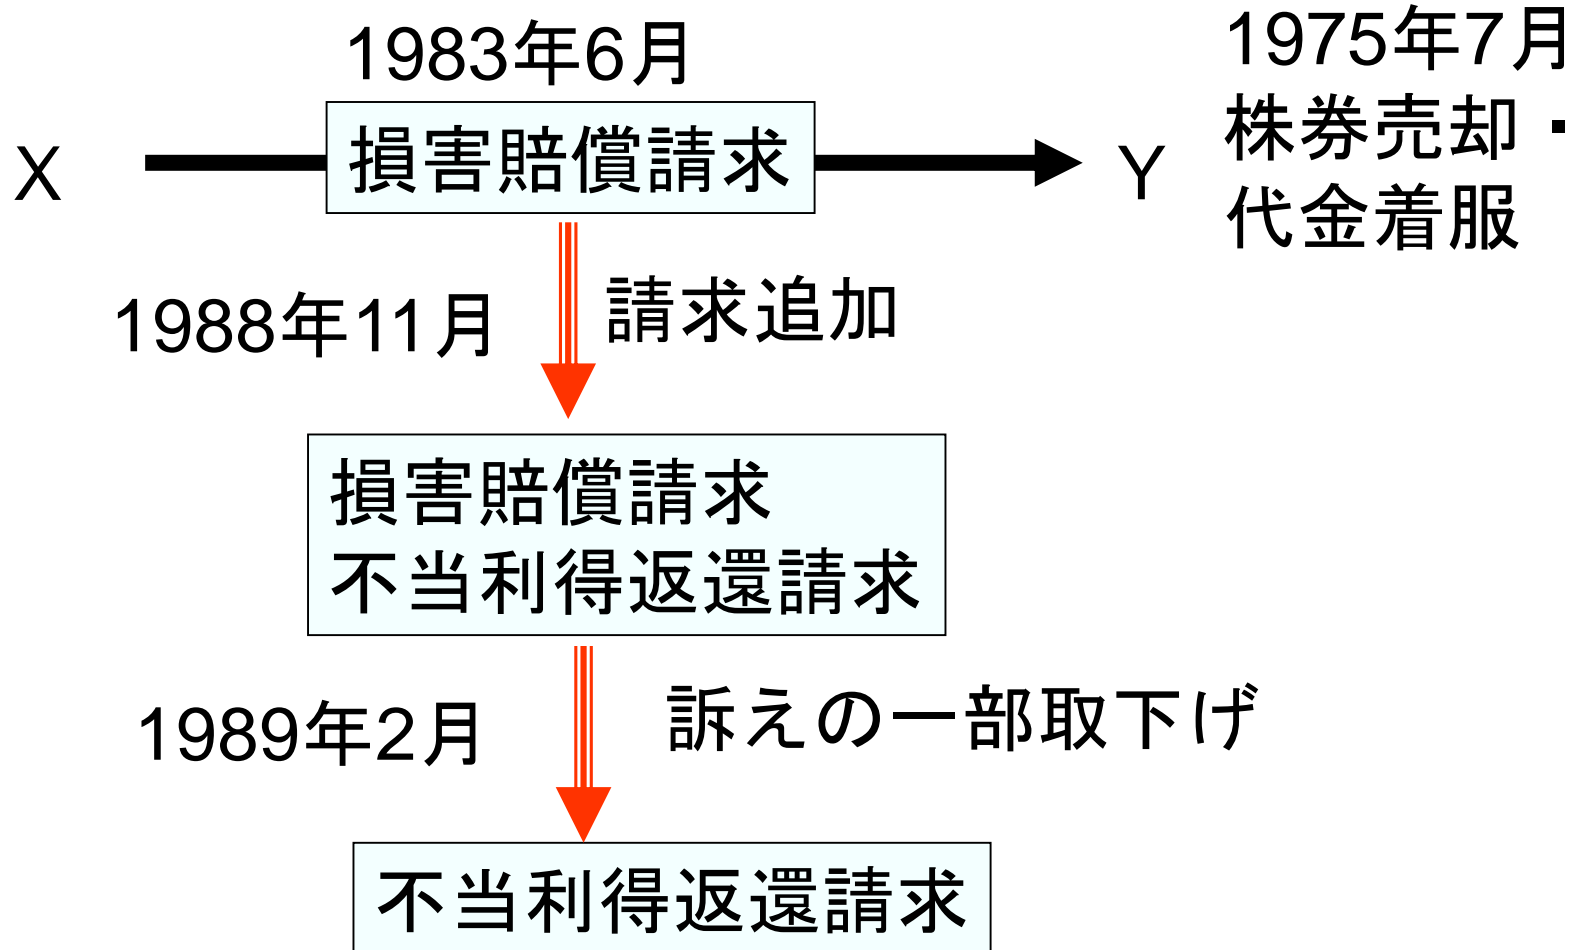 1983年6月
1975年7月
株券売却・
代金着服
X
損害賠償請求
Y
1988年11月
請求追加
損害賠償請求
不当利得返還請求
1989年2月
訴えの一部取下げ
不当利得返還請求